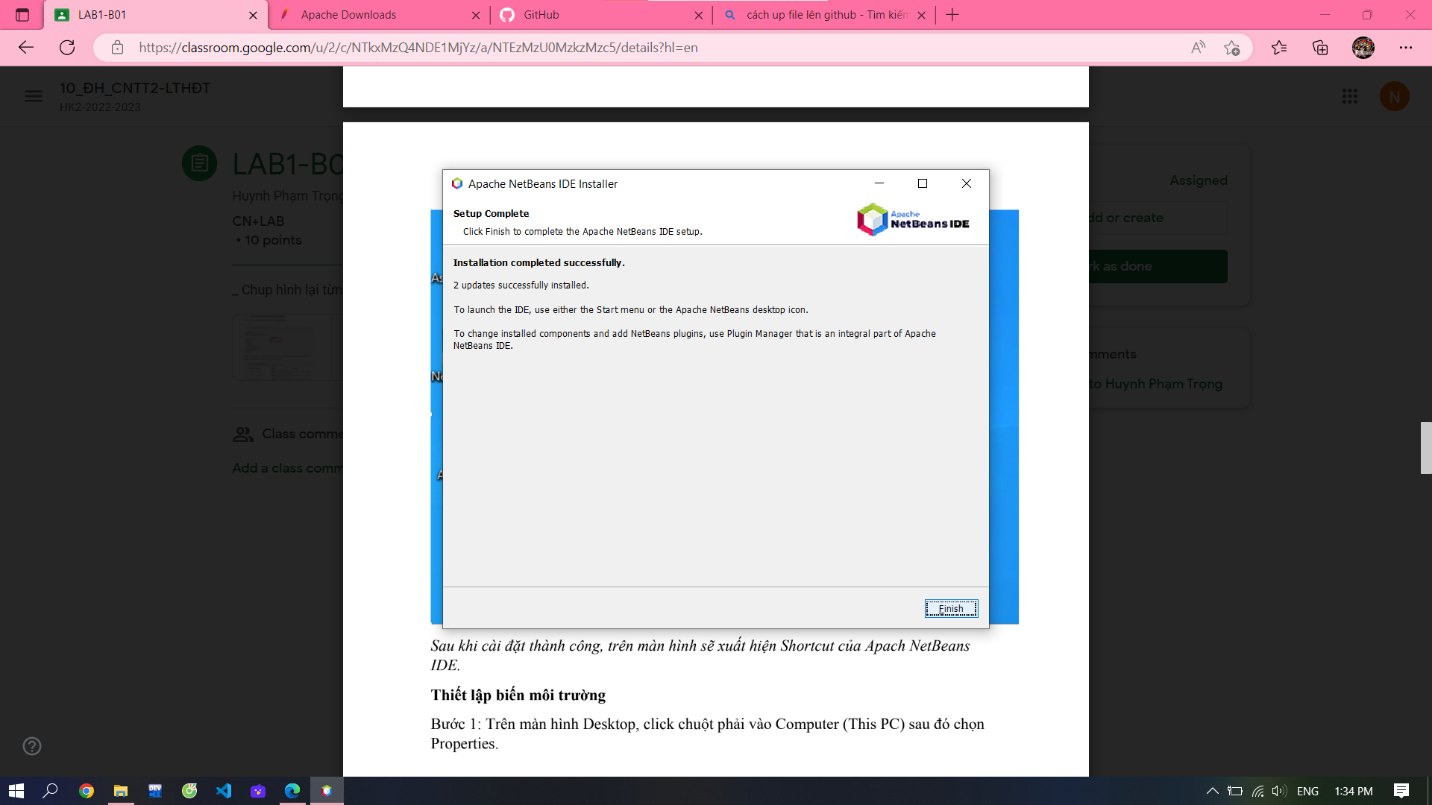 LAB1-B01
Apache Downloads
GitHub
cách up file lên github - Tìm kiếm
https://classroom.google.com/u/2/c/NTkxMzQ4NDE1MjYz/a/NTEzMzU0MzkzMzc5/details?hl=en
10_ĐH_CNTT2-LTHĐT
HK2-2022-2023
N
LAB1-B0
Huynh Phạm Trọng
Assigned
CN+LAB
dd or create
• 10 points
rk as done
_ Chụp hình lại từn
mments
to Huynh Phạm Trọng
Class comme
Add a class comm
Apache NetBeans IDE Installer
Setup Complete
Click Finish to complete the Apache NetBeans IDE setup.
Apache
NetBeans IDE
Installation completed successfully.
2 updates successfully installed.
To launch the IDE, use either the Start menu or the Apache NetBeans desktop icon.
To change installed components and add NetBeans plugins, use Plugin Manager that is an integral part of Apache
NetBeans IDE.
Finish
Sau khi cài đặt thành công, trên màn hình sẽ xuất hiện Shortcut của Apach NetBeans
IDE.
Thiết lập biến môi trường
Bước 1: Trên màn hình Desktop, click chuột phải vào Computer (This PC) sau đó chọn
Properties.
ENG
1:34 PM